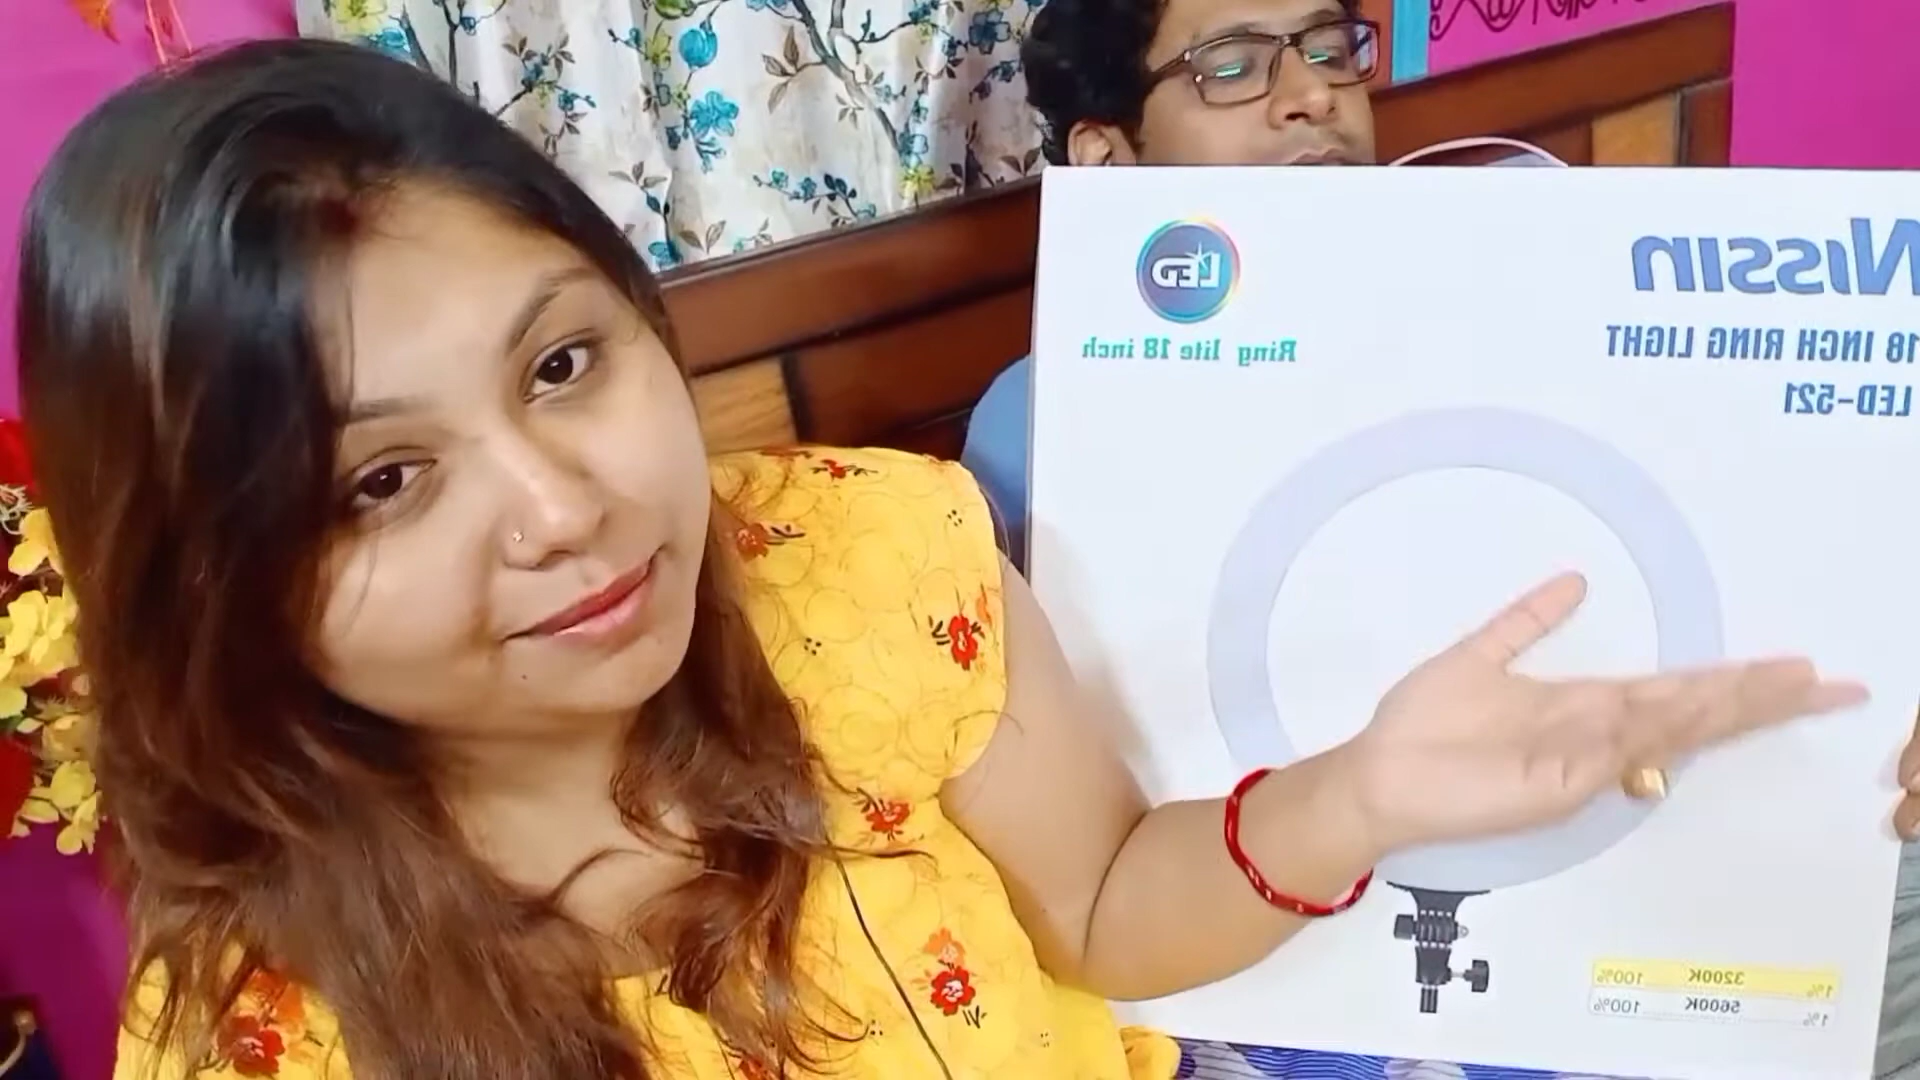 LED
Ring lite 18 inch
Nissin
18 INCH RING LIGHT
LED-521
1% 3200K 100%
1% 5600K 100%